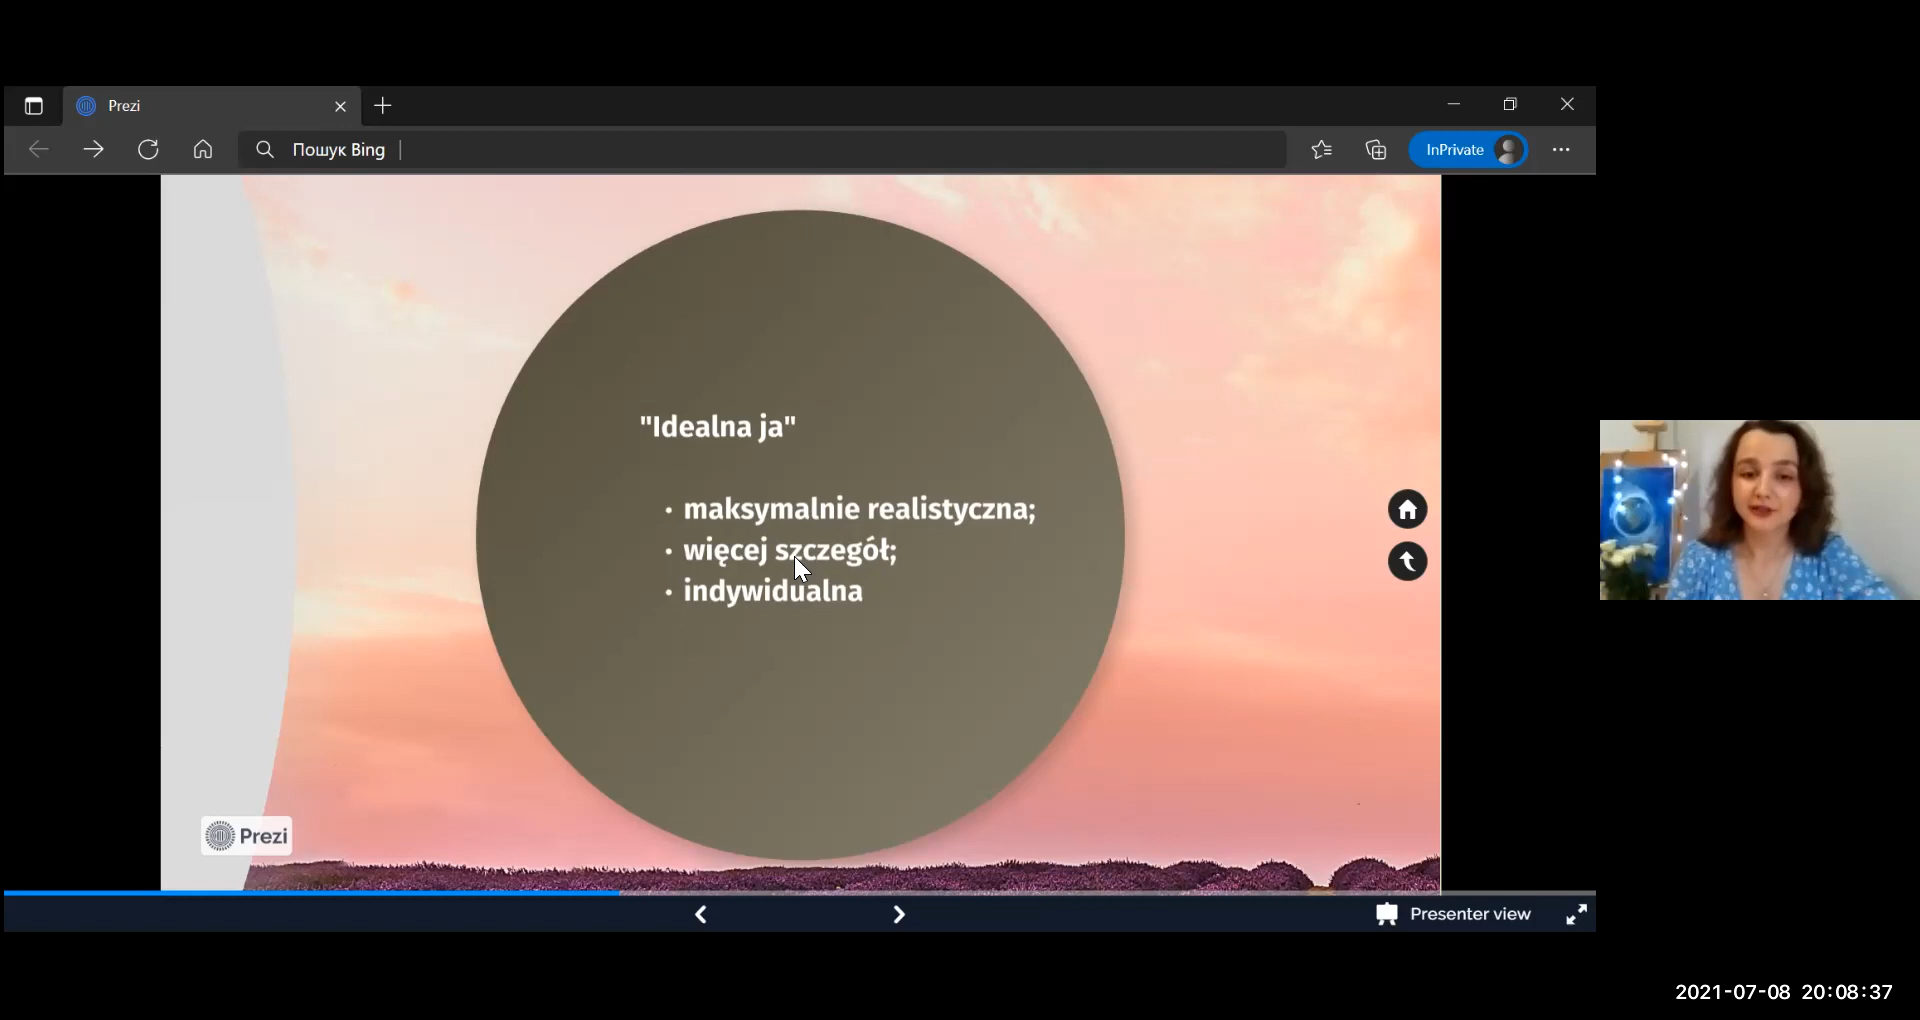 Prezi
Пошук Bing
InPrivate
"Idealna ja"
• maksymalnie realistyczna;
• więcej szczegół;
• indywidualna
Prezi
Presenter view
2021-07-08 20:08:37